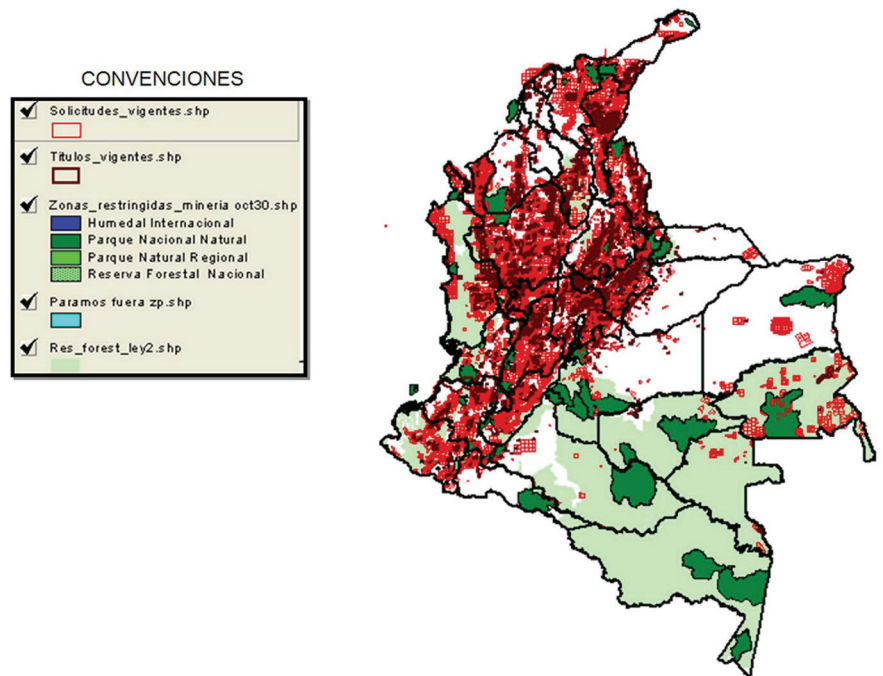 CONVENCIONES
Solicitudes_vigentes.shp
Titulos_vigentes.shp
Zonas_restringidas_mineria oct30.shp
Humedal Internacional
Parque Nacional Natural
Parque Natural Regional
Reserva Forestal Nacional
Paramos fuera zp.shp
Res_forest_ley2.shp